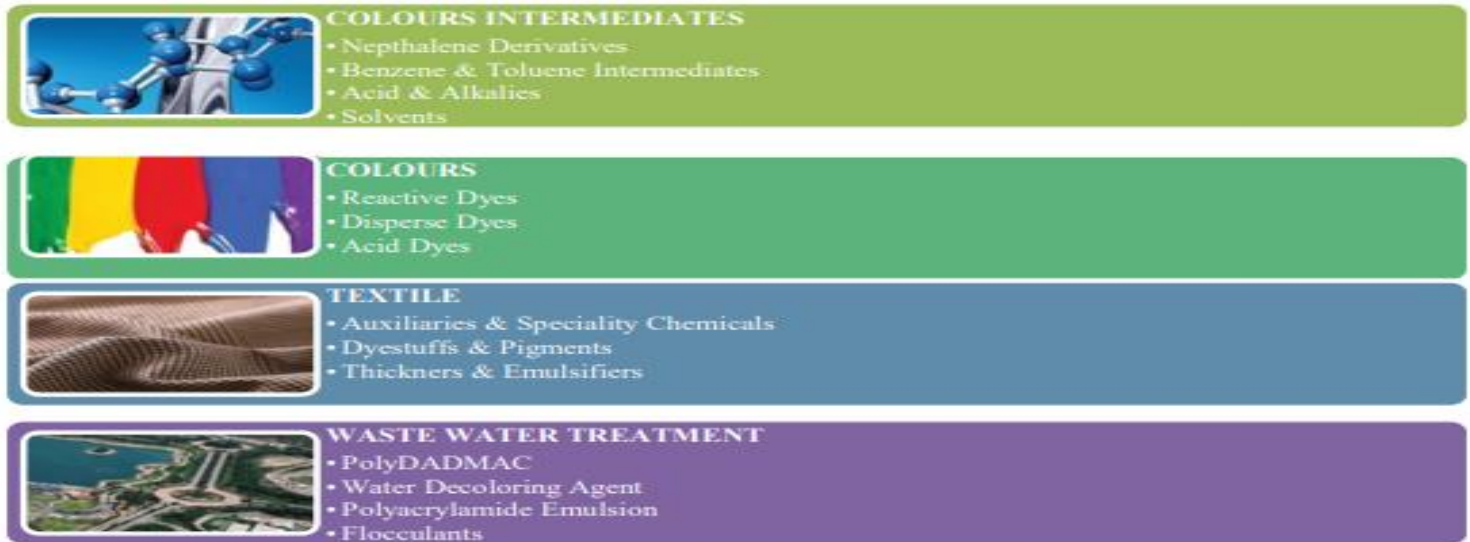 COLOURS INTERMEDIATES
• Nepthalene Derivatives
• Benzene & Toluene Intermediates
• Acid & Alkalies
• Solvents
COLOURS
• Reactive Dyes
• Disperse Dyes
• Acid Dyes
TEXTILE
• Auxiliaries & Speciality Chemicals
• Dyestuffs & Pigments
• Thickners & Emulsifiers
WASTE WATER TREATMENT
• PolyDADMAC
• Water Decoloring Agent
• Polyacrylamide Emulsion
• Flocculants